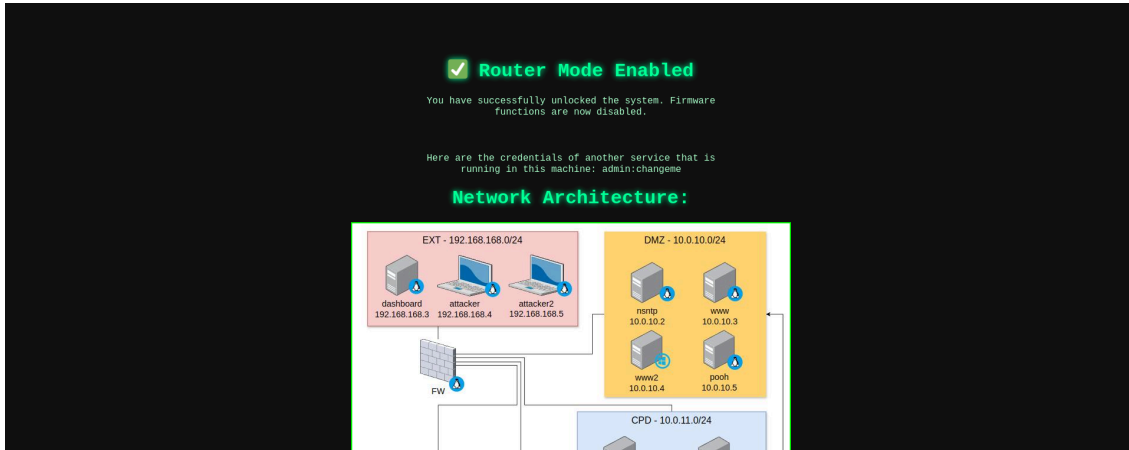 Router Mode Enabled
You have successfully unlocked the system. Firmware
functions are now disabled.
Here are the credentials of another service that is
running in this machine: admin:changeme
Network Architecture:
EXT - 192.168.168.0/24
dashboard
192.168.168.3
attacker
192.168.168.4
attacker2
192.168.168.5
FW
DMZ - 10.0.10.0/24
nsntp
10.0.10.2
www
10.0.10.3
www2
10.0.10.4
pooh
10.0.10.5
CPD - 10.0.11.0/24